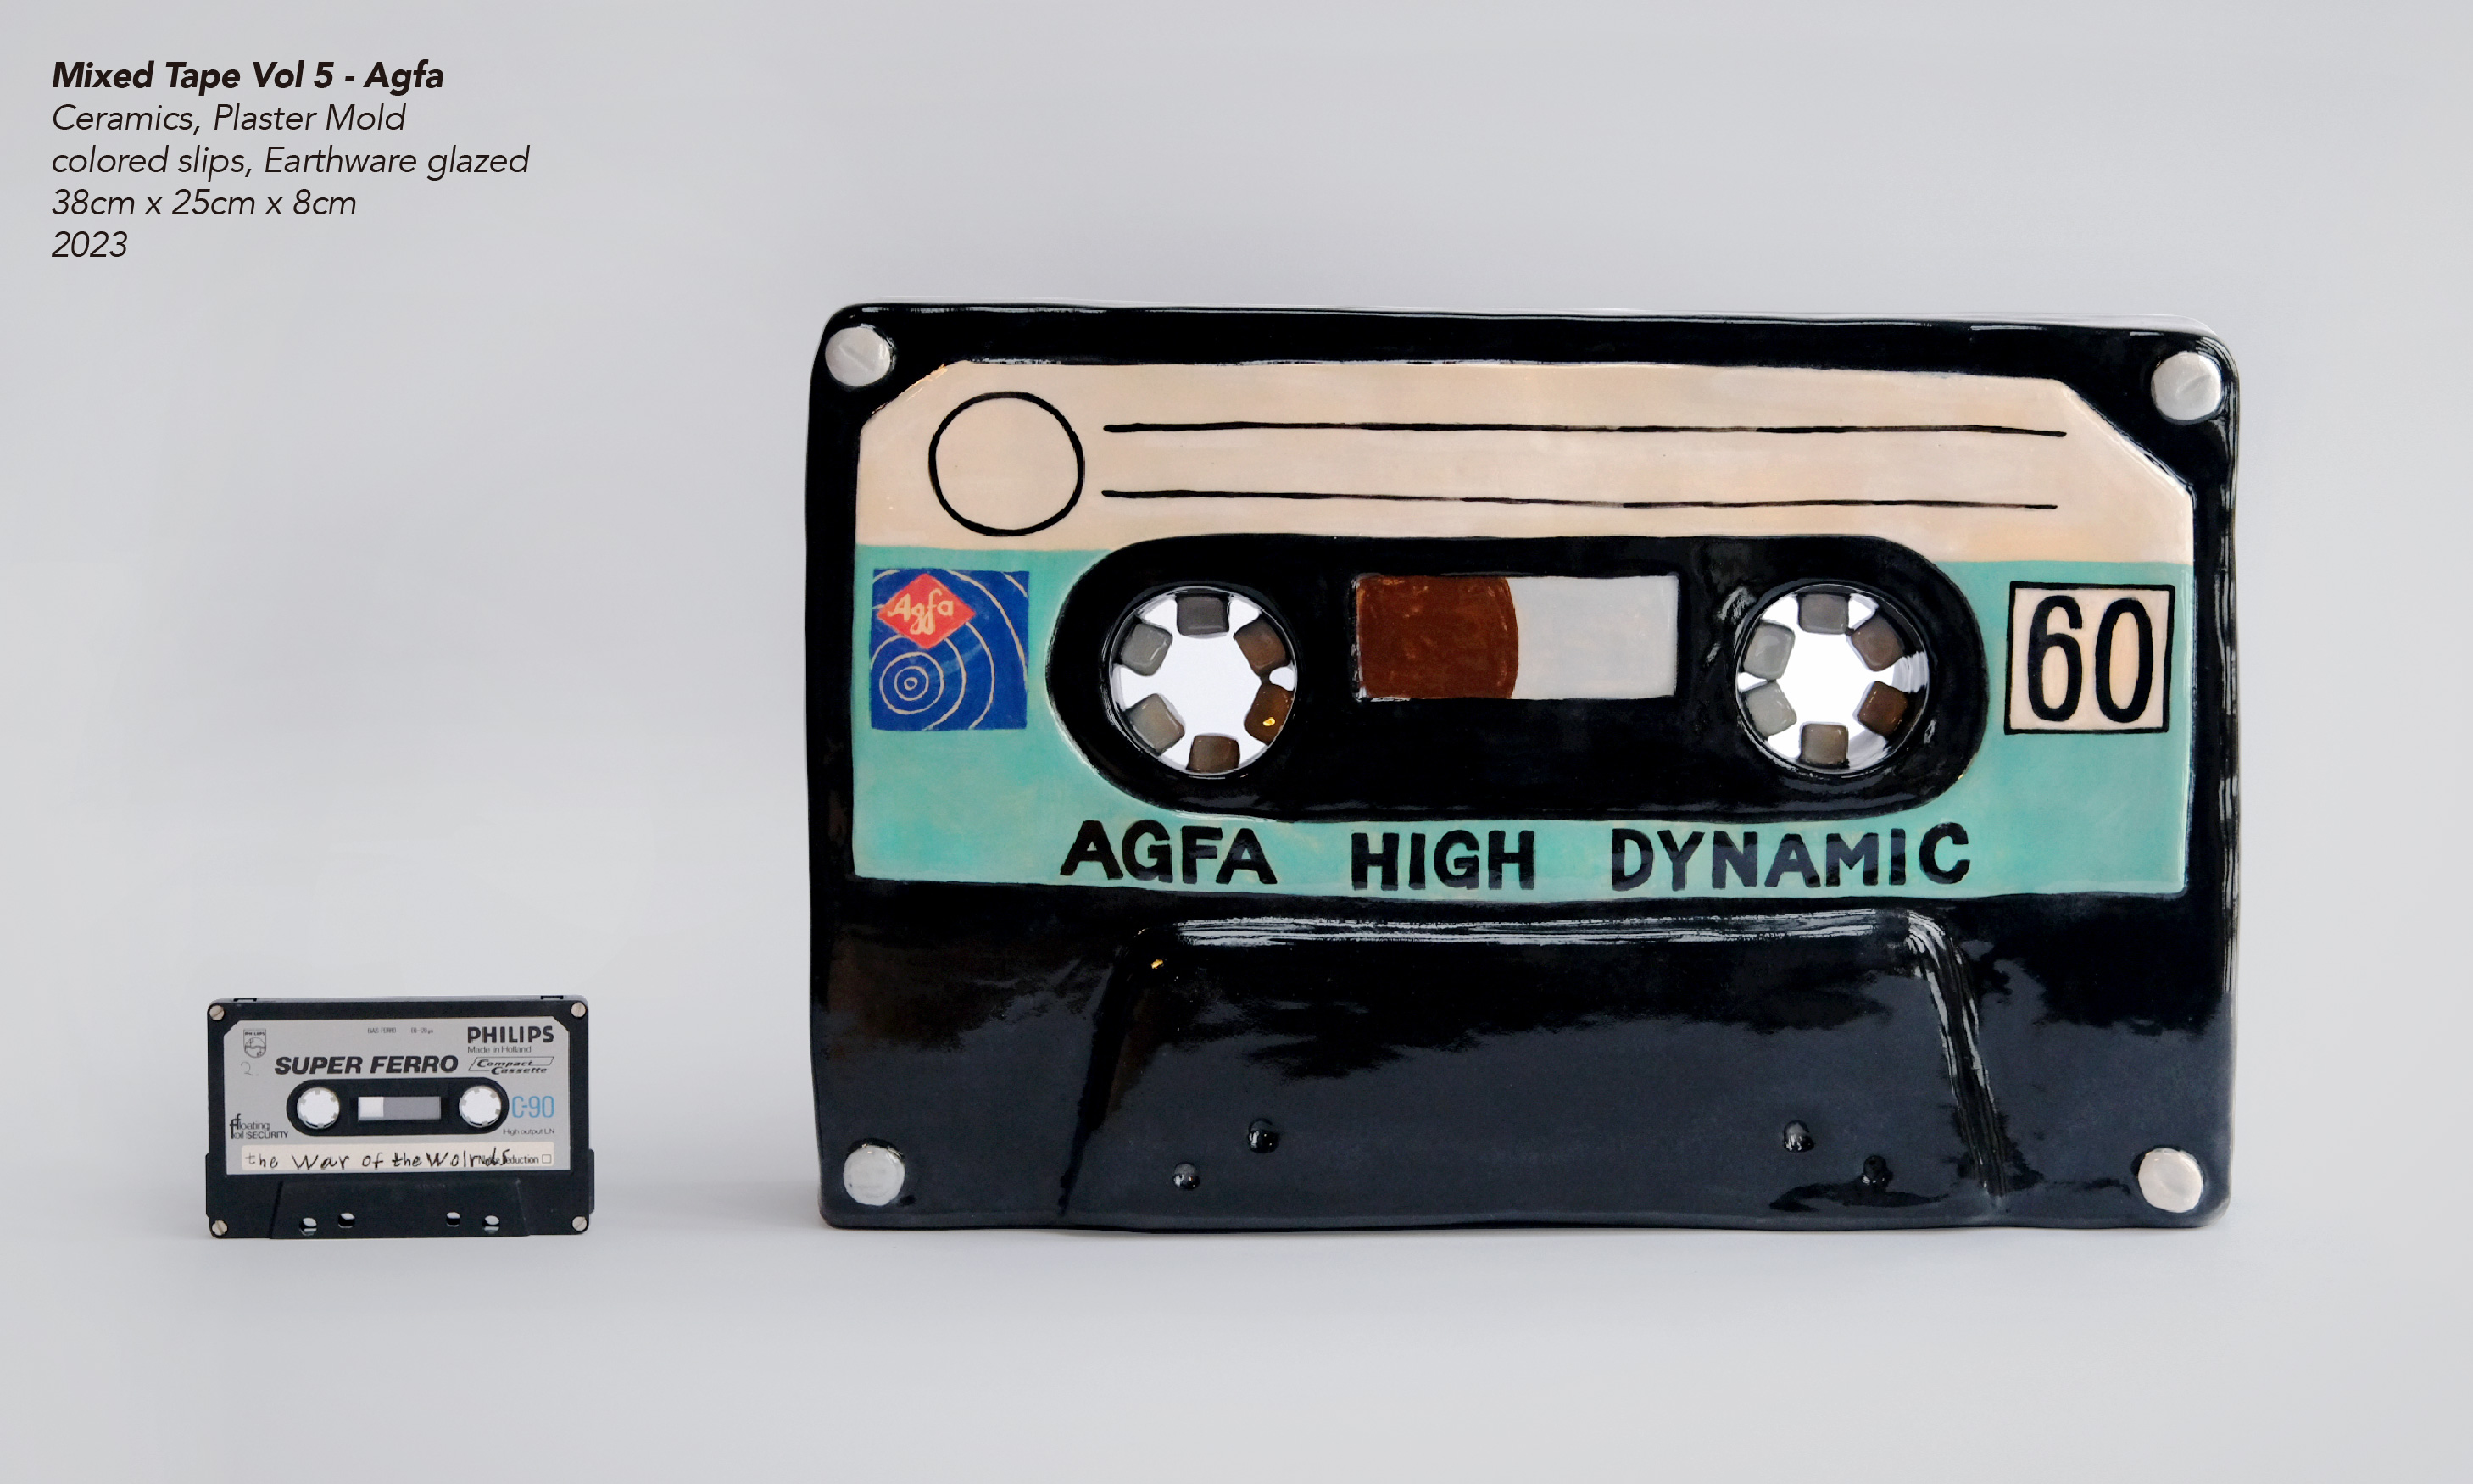 Mixed Tape Vol 5 - Agfa
Ceramics, Plaster Mold
colored slips, Earthware glazed
38cm x 25cm x 8cm
2023
Agfa
60
AGFA HIGH DYNAMIC
PHILIPS
PHILIPS
Made in Holland
SUPER FERRO
Compact
Cassette
2
C-90
floating
foil SECURITY
High output LN
the War of the Wolrds